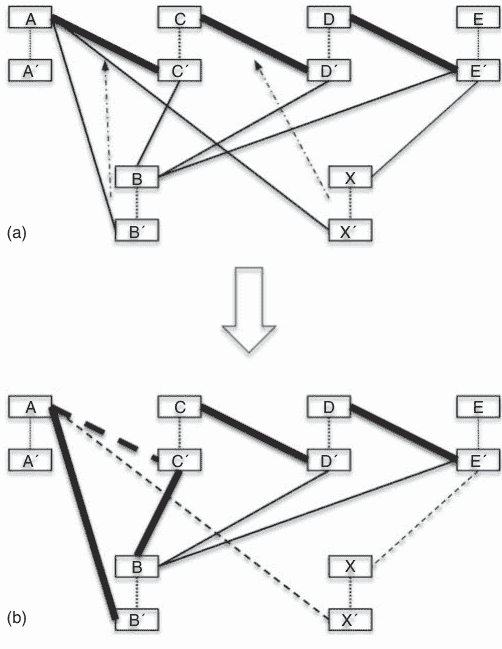 A C D E
A´ C´ D´ E´
B X
(a) B´ X´
A C D E
A´ C´ D´ E´
B X
(b) B´ X´